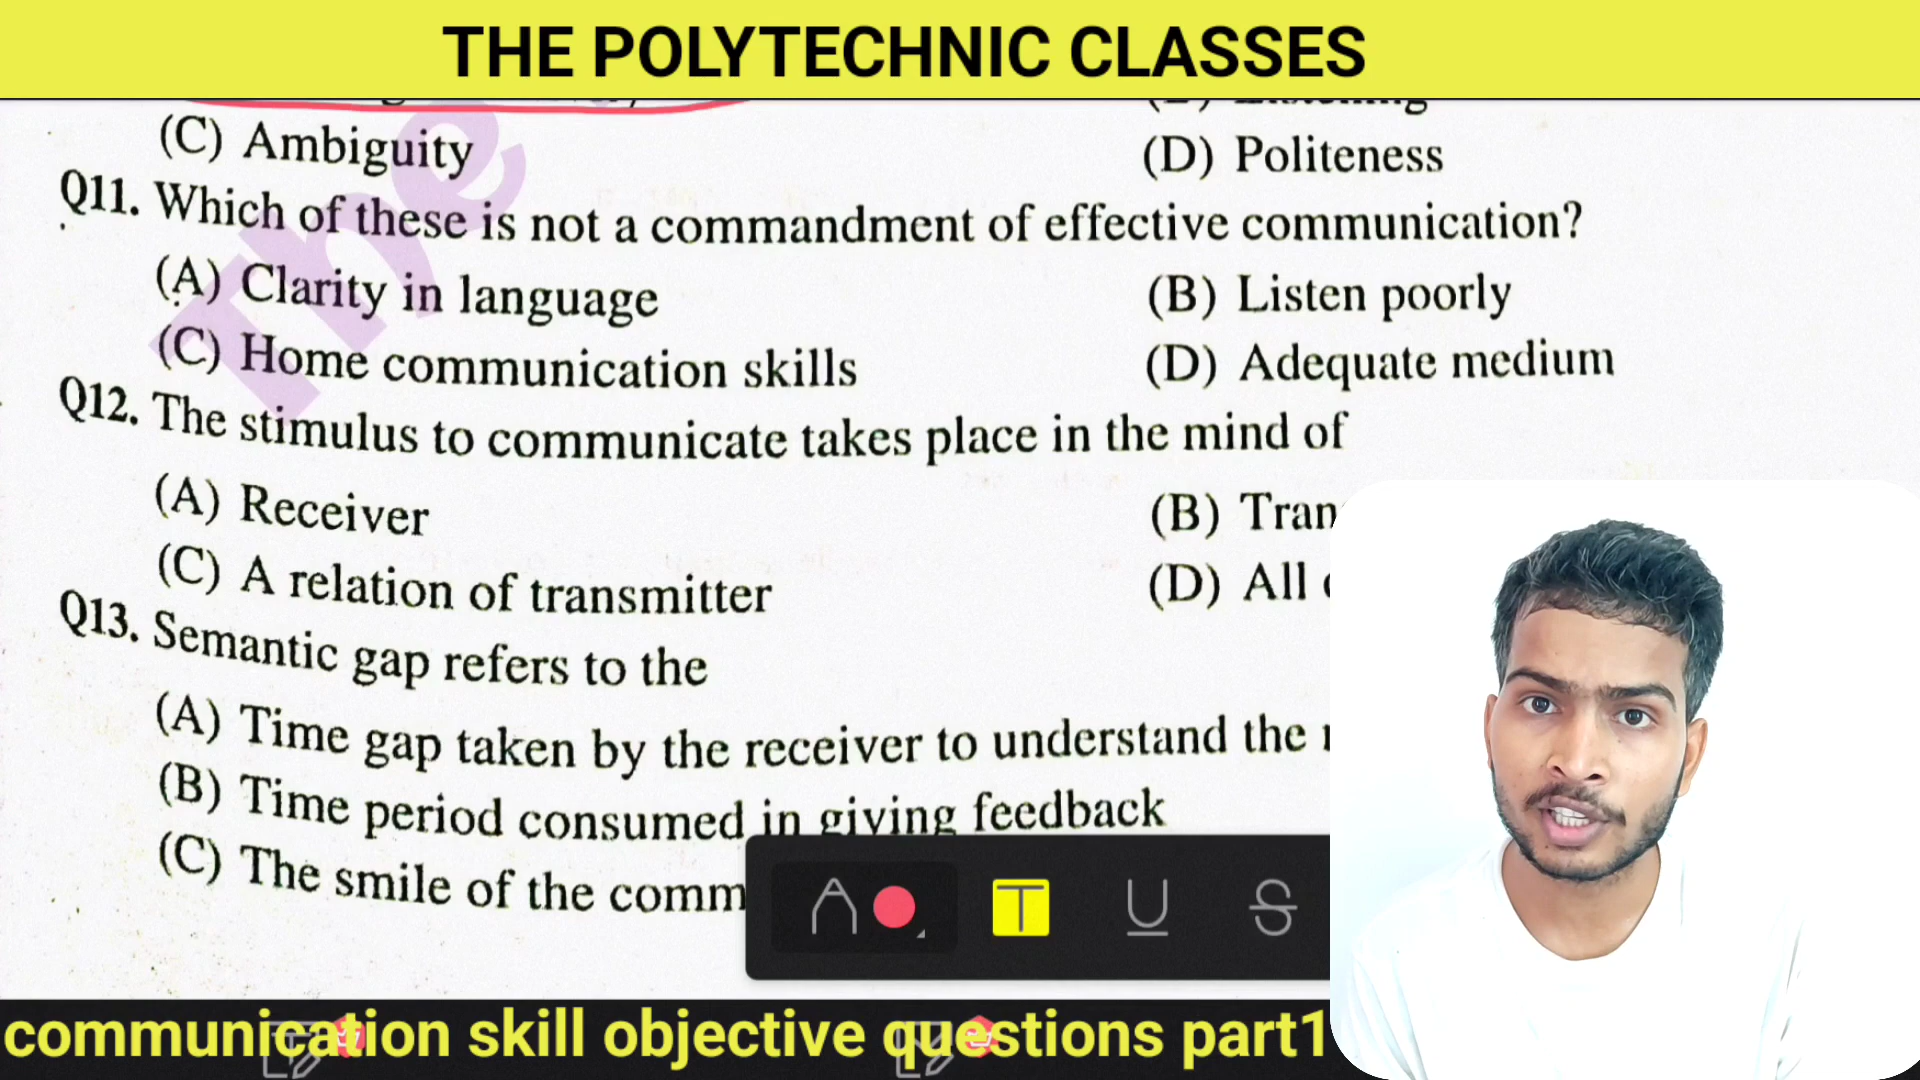 THE POLYTECHNIC CLASSES
(C) Ambiguity
(D) Politeness
Q11. Which of these is not a commandment of effective communication?
(A) Clarity in language
(B) Listen poorly
(C) Home communication skills
(D) Adequate medium
Q12. The stimulus to communicate takes place in the mind of
(A) Receiver
(B) Tran
(C) A relation of transmitter
(D) All
Q13. Semantic gap refers to the
(A) Time gap taken by the receiver to understand the
(B) Time period consumed in giving feedback
(C) The smile of the comm
The
communication skill objective questions part1